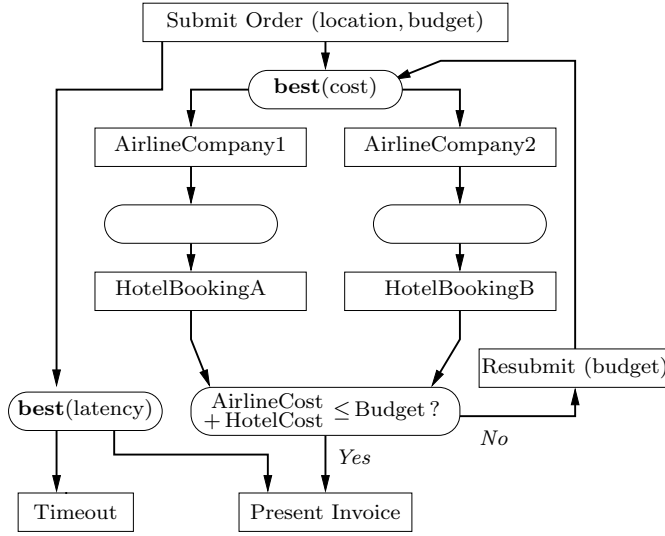 Submit Order (location, budget)
best(cost)
AirlineCompany1
AirlineCompany2
HotelBookingA
HotelBookingB
Resubmit (budget)
best(latency)
AirlineCost
+ HotelCost ≤ Budget ?
No
Yes
Timeout
Present Invoice